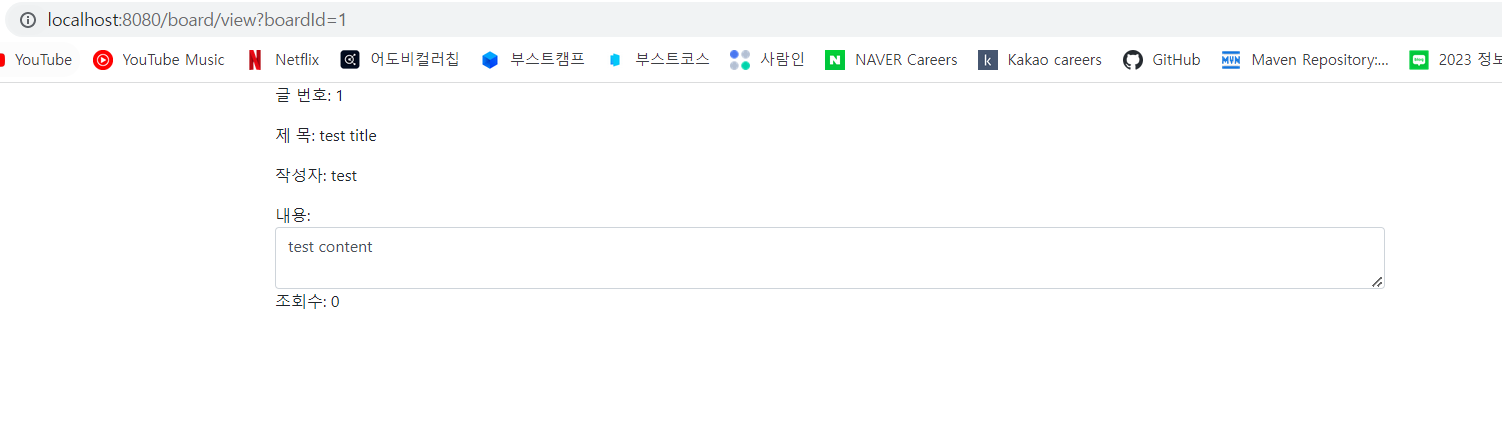 localhost:8080/board/view?boardId=1
YouTube YouTube Music Netflix 어도비컬러칩 부스트캠프 부스트코스 사람인 NAVER Careers Kakao careers GitHub Maven Repository:... 2023 정보
글 번호: 1
제 목: test title
작성자: test
내용:
test content
조회수: 0